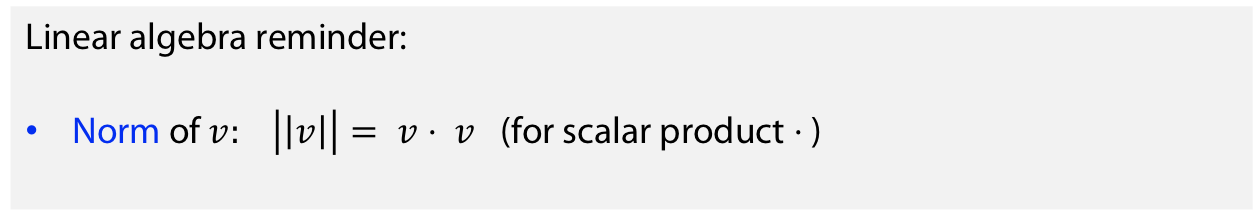 Linear algebra reminder:
• Norm of v: ||v|| = v · v (for scalar product · )